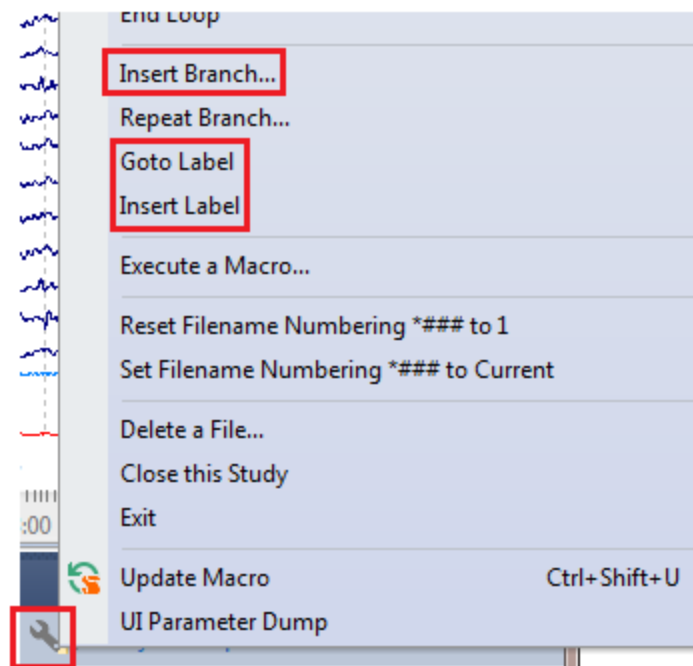 End Loop
Insert Branch...
Repeat Branch...
Goto Label
Insert Label
Execute a Macro...
Reset Filename Numbering *### to 1
Set Filename Numbering *### to Current
Delete a File...
Close this Study
Exit
:00
Update Macro Ctrl+Shift+U
UI Parameter Dump